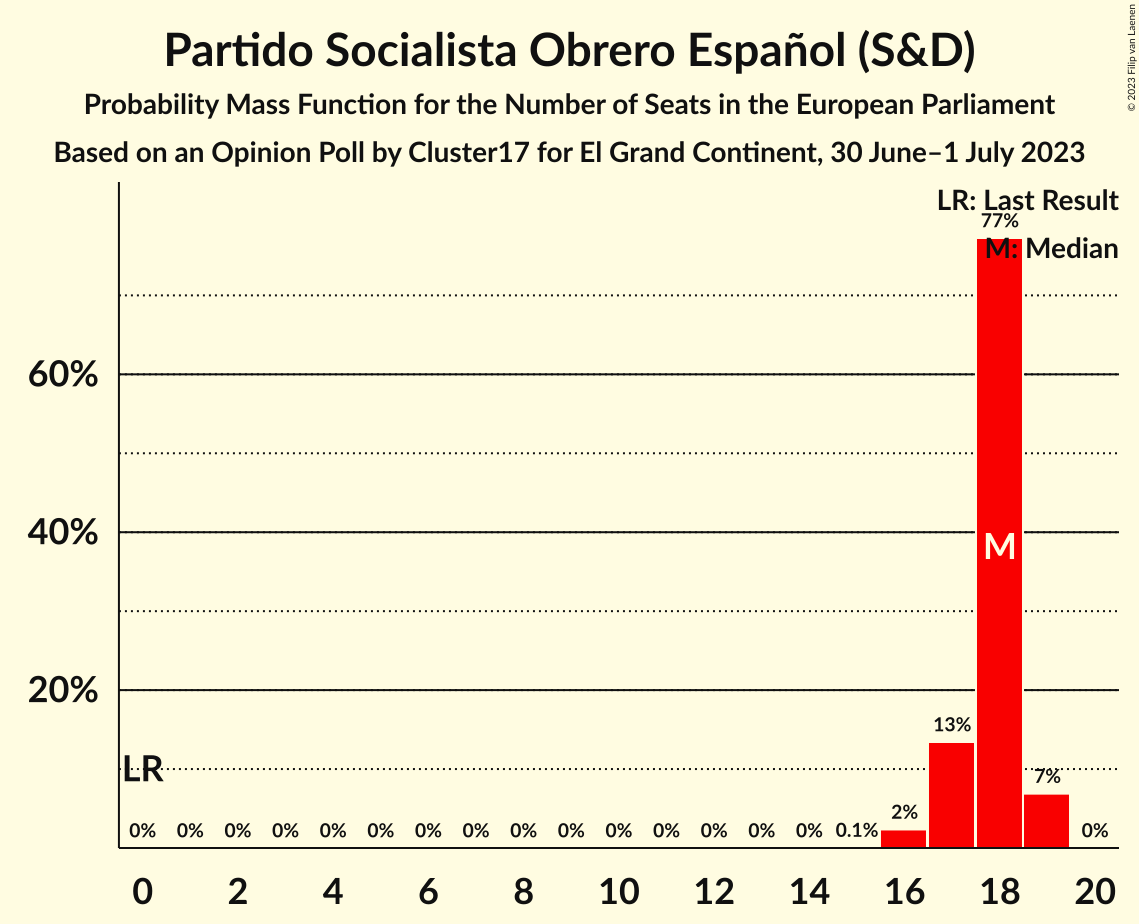 Partido Socialista Obrero Español (S&D)
Probability Mass Function for the Number of Seats in the European Parliament
Based on an Opinion Poll by Cluster17 for El Grand Continent, 30 June–1 July 2023
© 2023 Filip van Laenen
LR: Last Result
77%
M: Median
60%
40%
M
20%
13%
LR
7%
2%
0% 0% 0% 0% 0% 0% 0% 0% 0% 0% 0% 0% 0% 0% 0% 0.1% 0%
0 2 4 6 8 10 12 14 16 18 20